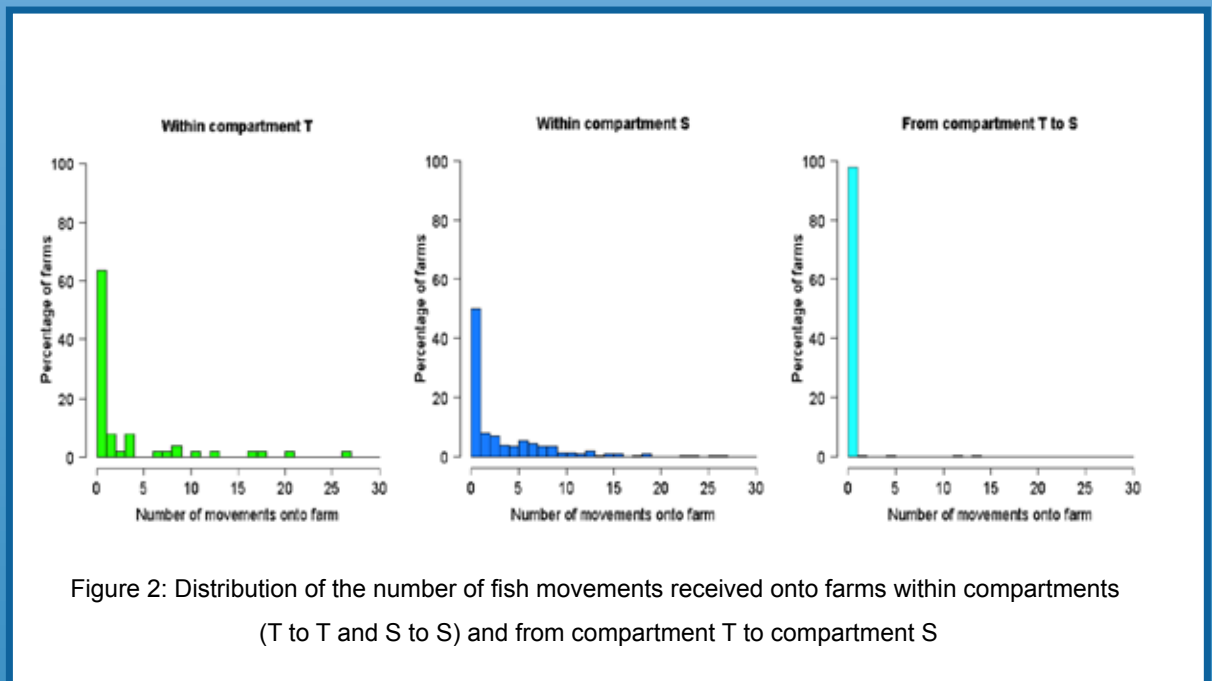 Within compartment T
Within compartment S
From compartment T to S
Percentage of farms
100
80
60
40
20
0
0 5 10 15 20 25 30
Number of movements onto farm
Percentage of farms
100
80
60
40
20
0
0 5 10 15 20 25 30
Number of movements onto farm
Percentage of farms
100
80
60
40
20
0
0 5 10 15 20 25 30
Number of movements onto farm
Figure 2: Distribution of the number of fish movements received onto farms within compartments
(T to T and S to S) and from compartment T to compartment S